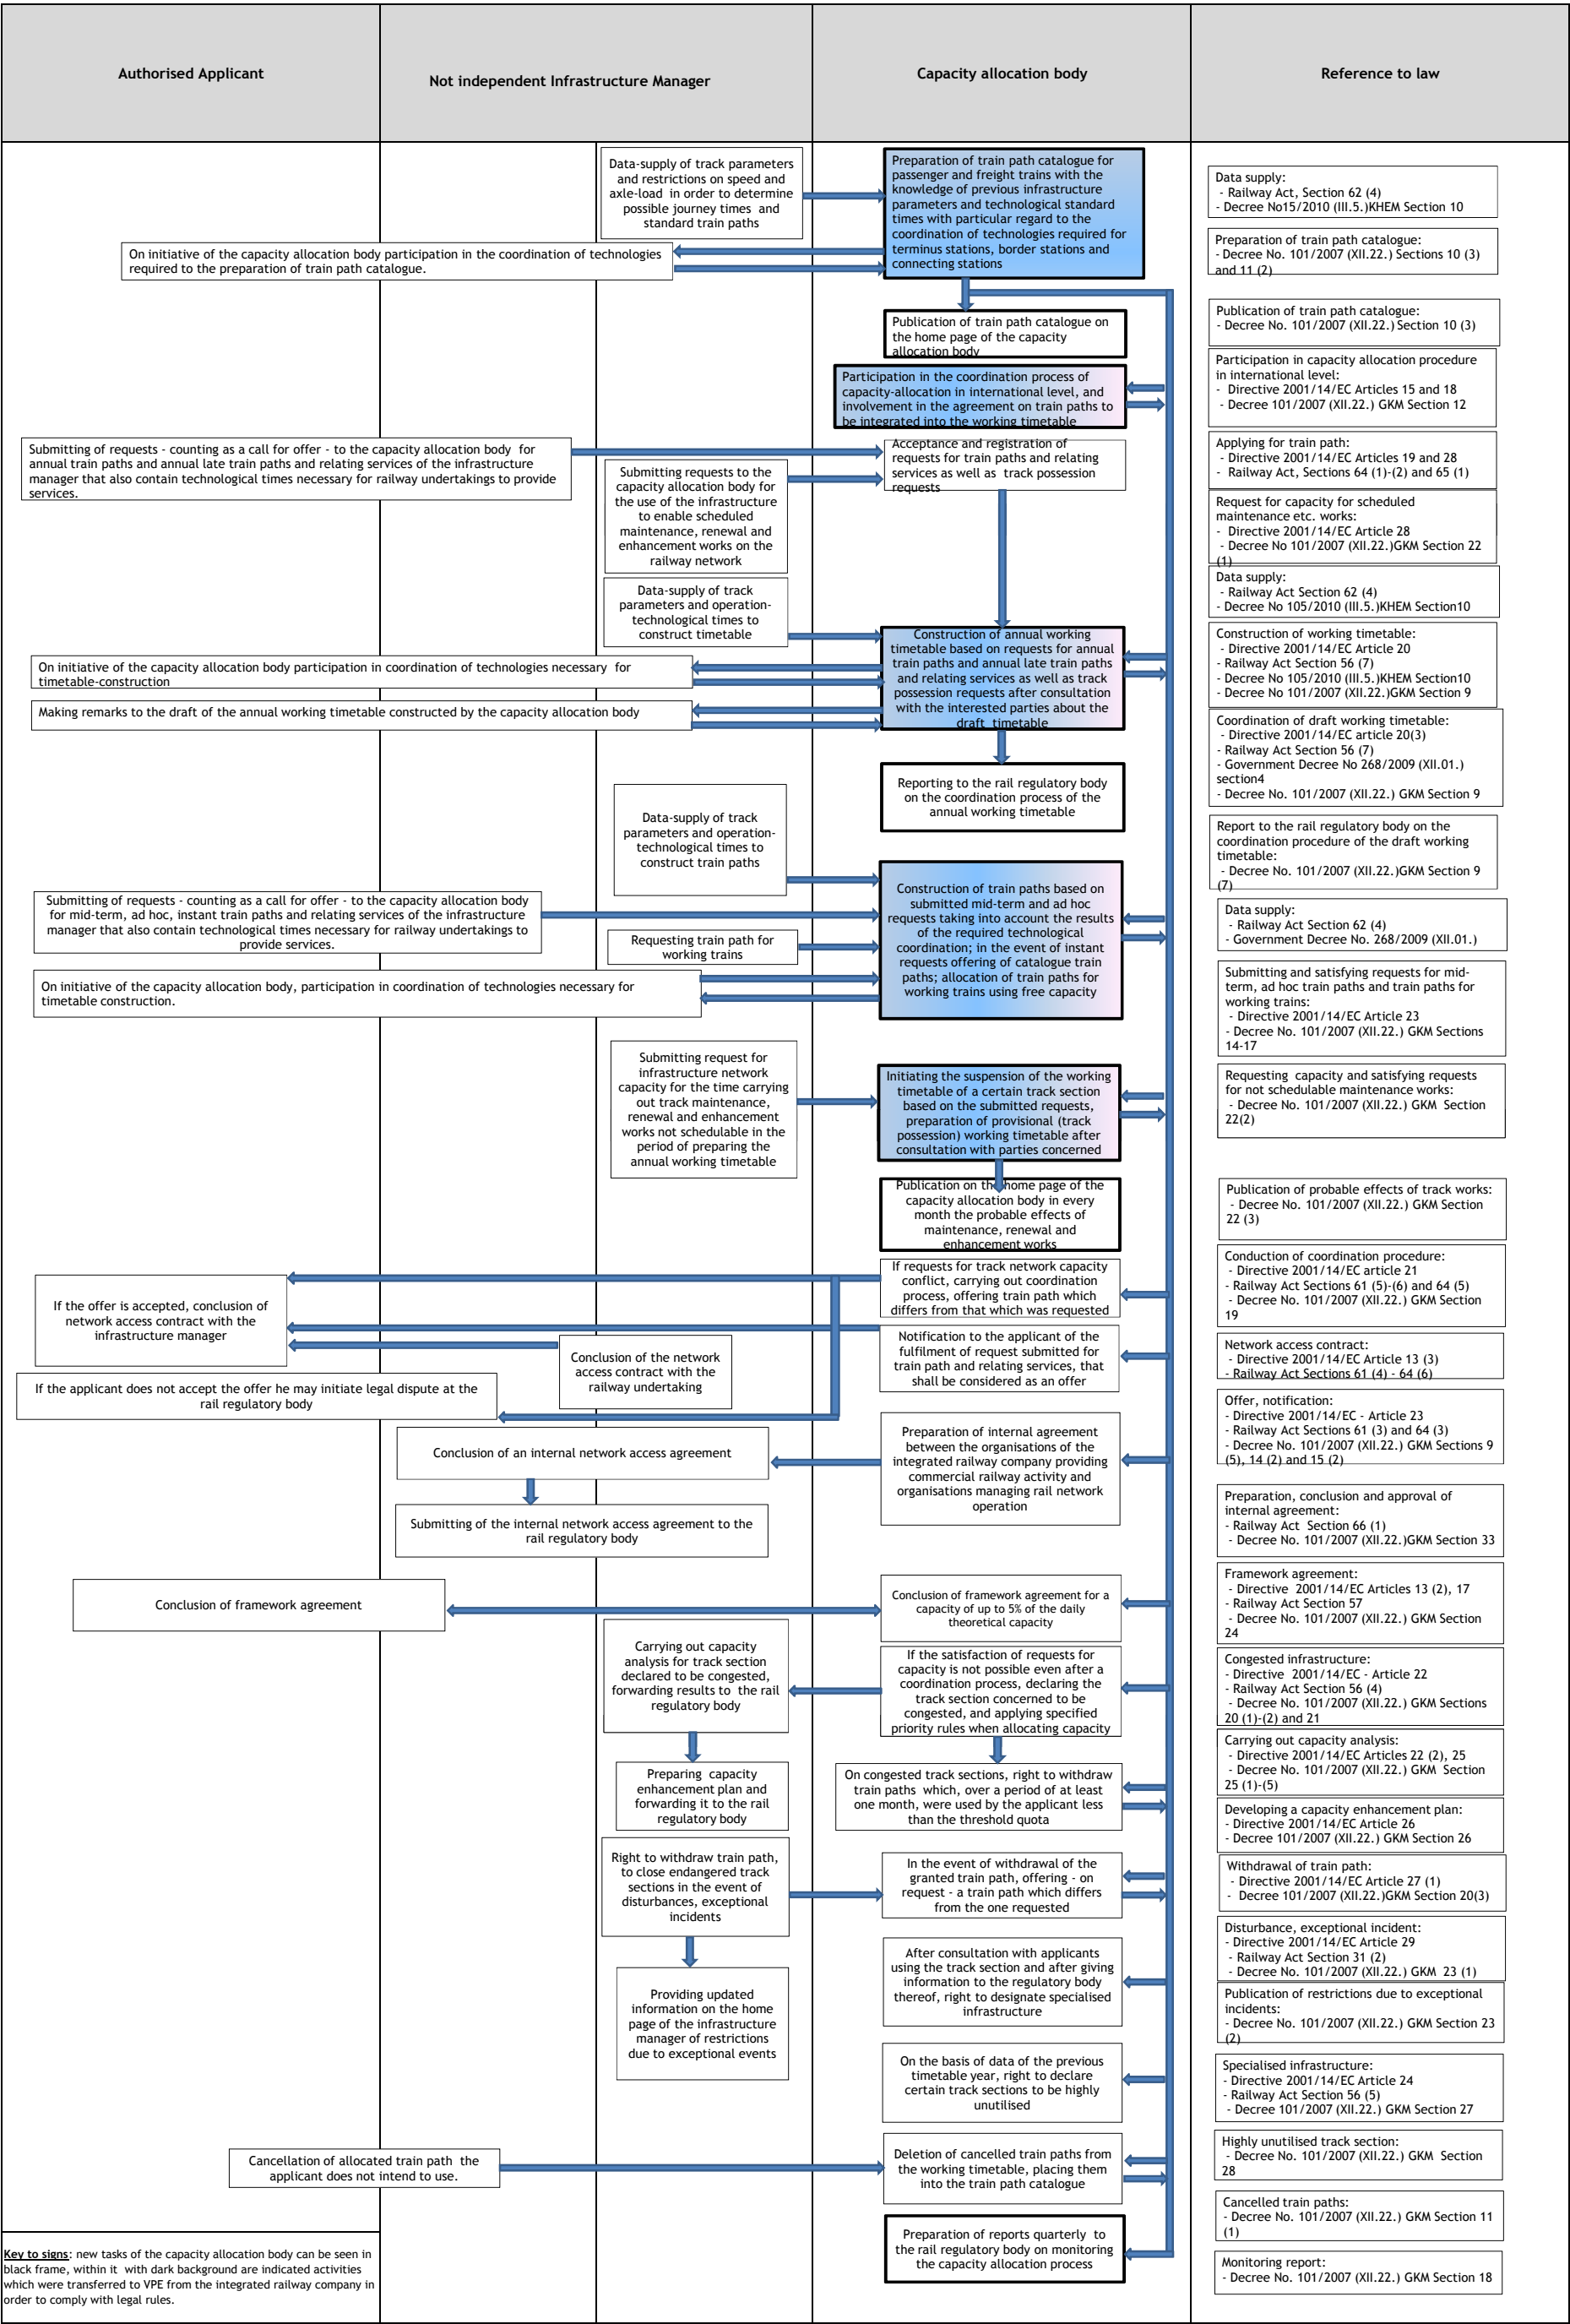 Authorised Applicant
Not independent Infrastructure Manager
Capacity allocation body
Reference to law
Data-supply of track parameters
and restrictions on speed and
axle-load in order to determine
possible journey times and
standard train paths
Preparation of train path catalogue for
passenger and freight trains with the
knowledge of previous infrastructure
parameters and technological standard
times with particular regard to the
coordination of technologies required for
terminus stations, border stations and
connecting stations
Data supply:
- Railway Act, Section 62 (4)
- Decree No15/2010 (III.5.)KHEM Section 10
On initiative of the capacity allocation body participation in the coordination of technologies
required to the preparation of train path catalogue.
Preparation of train path catalogue:
- Decree No. 101/2007 (XII.22.) Sections 10 (3)
and 11 (2)
Publication of train path catalogue on
the home page of the capacity
allocation body
Publication of train path catalogue:
- Decree No. 101/2007 (XII.22.) Section 10 (3)
Participation in the coordination process of
capacity-allocation in international level, and
involvement in the agreement on train paths to
be integrated into the working timetable
Participation in capacity allocation procedure
in international level:
- Directive 2001/14/EC Articles 15 and 18
- Decree 101/2007 (XII.22.) GKM Section 12
Submitting of requests - counting as a call for offer - to the capacity allocation body for
annual train paths and annual late train paths and relating services of the infrastructure
manager that also contain technological times necessary for railway undertakings to provide
services.
Acceptance and registration of
requests for train paths and relating
services as well as track possession
requests
Applying for train path:
- Directive 2001/14/EC Articles 19 and 28
- Railway Act, Sections 64 (1)-(2) and 65 (1)
Submitting requests to the
capacity allocation body for
the use of the infrastructure
to enable scheduled
maintenance, renewal and
enhancement works on the
railway network
Request for capacity for scheduled
maintenance etc. works:
- Directive 2001/14/EC Article 28
- Decree No 101/2007 (XII.22.)GKM Section 22
(1)
Data-supply of track
parameters and operation-
technological times to
construct timetable
Data supply:
- Railway Act Section 62 (4)
- Decree No 105/2010 (III.5.)KHEM Section10
Construction of annual working
timetable based on requests for annual
train paths and annual late train paths
and relating services as well as track
possession requests after consultation
with the interested parties about the
draft timetable
Construction of working timetable:
- Directive 2001/14/EC Article 20
- Railway Act Section 56 (7)
- Decree No 105/2010 (III.5.)KHEM Section10
- Decree No 101/2007 (XII.22.)GKM Section 9
On initiative of the capacity allocation body participation in coordination of technologies necessary for
timetable-construction
Making remarks to the draft of the annual working timetable constructed by the capacity allocation body
Coordination of draft working timetable:
- Directive 2001/14/EC article 20(3)
- Railway Act Section 56 (7)
- Government Decree No 268/2009 (XII.01.)
section4
- Decree No. 101/2007 (XII.22.) GKM Section 9
Reporting to the rail regulatory body
on the coordination process of the
annual working timetable
Data-supply of track
parameters and operation-
technological times to
construct train paths
Report to the rail regulatory body on the
coordination procedure of the draft working
timetable:
- Decree No. 101/2007 (XII.22.)GKM Section 9
(7)
Construction of train paths based on
submitted mid-term and ad hoc
requests taking into account the results
of the required technological
coordination; in the event of instant
requests offering of catalogue train
paths; allocation of train paths for
working trains using free capacity
Submitting of requests - counting as a call for offer - to the capacity allocation body
for mid-term, ad hoc, instant train paths and relating services of the infrastructure
manager that also contain technological times necessary for railway undertakings to
provide services.
Data supply:
- Railway Act Section 62 (4)
- Government Decree No. 268/2009 (XII.01.)
Requesting train path for
working trains
On initiative of the capacity allocation body, participation in coordination of technologies necessary for
timetable construction.
Submitting and satisfying requests for mid-
term, ad hoc train paths and train paths for
working trains:
- Directive 2001/14/EC Article 23
- Decree No. 101/2007 (XII.22.) GKM Sections
14-17
Submitting request for
infrastructure network
capacity for the time carrying
out track maintenance,
renewal and enhancement
works not schedulable in the
period of preparing the
annual working timetable
Initiating the suspension of the working
timetable of a certain track section
based on the submitted requests,
preparation of provisional (track
possession) working timetable after
consultation with parties concerned
Requesting capacity and satisfying requests
for not schedulable maintenance works:
- Decree No. 101/2007 (XII.22.) GKM Section
22(2)
Publication on the home page of the
capacity allocation body in every
month the probable effects of
maintenance, renewal and
enhancement works
Publication of probable effects of track works:
- Decree No. 101/2007 (XII.22.) GKM Section
22 (3)
If requests for track network capacity
conflict, carrying out coordination
process, offering train path which
differs from that which was requested
Conduction of coordination procedure:
- Directive 2001/14/EC article 21
- Railway Act Sections 61 (5)-(6) and 64 (5)
- Decree No. 101/2007 (XII.22.) GKM Section
19
If the offer is accepted, conclusion of
network access contract with the
infrastructure manager
Conclusion of the network
access contract with the
railway undertaking
Notification to the applicant of the
fulfilment of request submitted for
train path and relating services, that
shall be considered as an offer
Network access contract:
- Directive 2001/14/EC Article 13 (3)
- Railway Act Sections 61 (4) - 64 (6)
If the applicant does not accept the offer he may initiate legal dispute at the
rail regulatory body
Offer, notification:
- Directive 2001/14/EC - Article 23
- Railway Act Sections 61 (3) and 64 (3)
- Decree No. 101/2007 (XII.22.) GKM Sections 9
(5), 14 (2) and 15 (2)
Conclusion of an internal network access agreement
Preparation of internal agreement
between the organisations of the
integrated railway company providing
commercial railway activity and
organisations managing rail network
operation
Submitting of the internal network access agreement to the
rail regulatory body
Preparation, conclusion and approval of
internal agreement:
- Railway Act Section 66 (1)
- Decree No. 101/2007 (XII.22.)GKM Section 33
Conclusion of framework agreement
Conclusion of framework agreement for a
capacity of up to 5% of the daily
theoretical capacity
Framework agreement:
- Directive 2001/14/EC Articles 13 (2), 17
- Railway Act Section 57
- Decree No. 101/2007 (XII.22.) GKM Section
24
Carrying out capacity
analysis for track section
declared to be congested,
forwarding results to the rail
regulatory body
If the satisfaction of requests for
capacity is not possible even after a
coordination process, declaring the
track section concerned to be
congested, and applying specified
priority rules when allocating capacity
Congested infrastructure:
- Directive 2001/14/EC - Article 22
- Railway Act Section 56 (4)
- Decree No. 101/2007 (XII.22.) GKM Sections
20 (1)-(2) and 21
Carrying out capacity analysis:
- Directive 2001/14/EC Articles 22 (2), 25
- Decree No. 101/2007 (XII.22.) GKM Section
25 (1)-(5)
Preparing capacity
enhancement plan and
forwarding it to the rail
regulatory body
On congested track sections, right to withdraw
train paths which, over a period of at least
one month, were used by the applicant less
than the threshold quota
Developing a capacity enhancement plan:
- Directive 2001/14/EC Article 26
- Decree 101/2007 (XII.22.) GKM Section 26
Right to withdraw train path,
to close endangered track
sections in the event of
disturbances, exceptional
incidents
In the event of withdrawal of the
granted train path, offering - on
request - a train path which differs
from the one requested
Withdrawal of train path:
- Directive 2001/14/EC Article 27 (1)
- Decree 101/2007 (XII.22.)GKM Section 20(3)
Disturbance, exceptional incident:
- Directive 2001/14/EC Article 29
- Railway Act Section 31 (2)
- Decree No. 101/2007 (XII.22.) GKM 23 (1)
After consultation with applicants
using the track section and after giving
information to the regulatory body
thereof, right to designate specialised
infrastructure
Providing updated
information on the home
page of the infrastructure
manager of restrictions
due to exceptional events
Publication of restrictions due to exceptional
incidents:
- Decree No. 101/2007 (XII.22.) GKM Section 23
(2)
On the basis of data of the previous
timetable year, right to declare
certain track sections to be highly
unutilised
Specialised infrastructure:
- Directive 2001/14/EC Article 24
- Railway Act Section 56 (5)
- Decree 101/2007 (XII.22.) GKM Section 27
Cancellation of allocated train path the
applicant does not intend to use.
Deletion of cancelled train paths from
the working timetable, placing them
into the train path catalogue
Highly unutilised track section:
- Decree No. 101/2007 (XII.22.) GKM Section
28
Cancelled train paths:
- Decree No. 101/2007 (XII.22.) GKM Section 11
(1)
Preparation of reports quarterly to
the rail regulatory body on monitoring
the capacity allocation process
Monitoring report:
- Decree No. 101/2007 (XII.22.) GKM Section 18
Key to signs: new tasks of the capacity allocation body can be seen in
black frame, within it with dark background are indicated activities
which were transferred to VPE from the integrated railway company in
order to comply with legal rules.